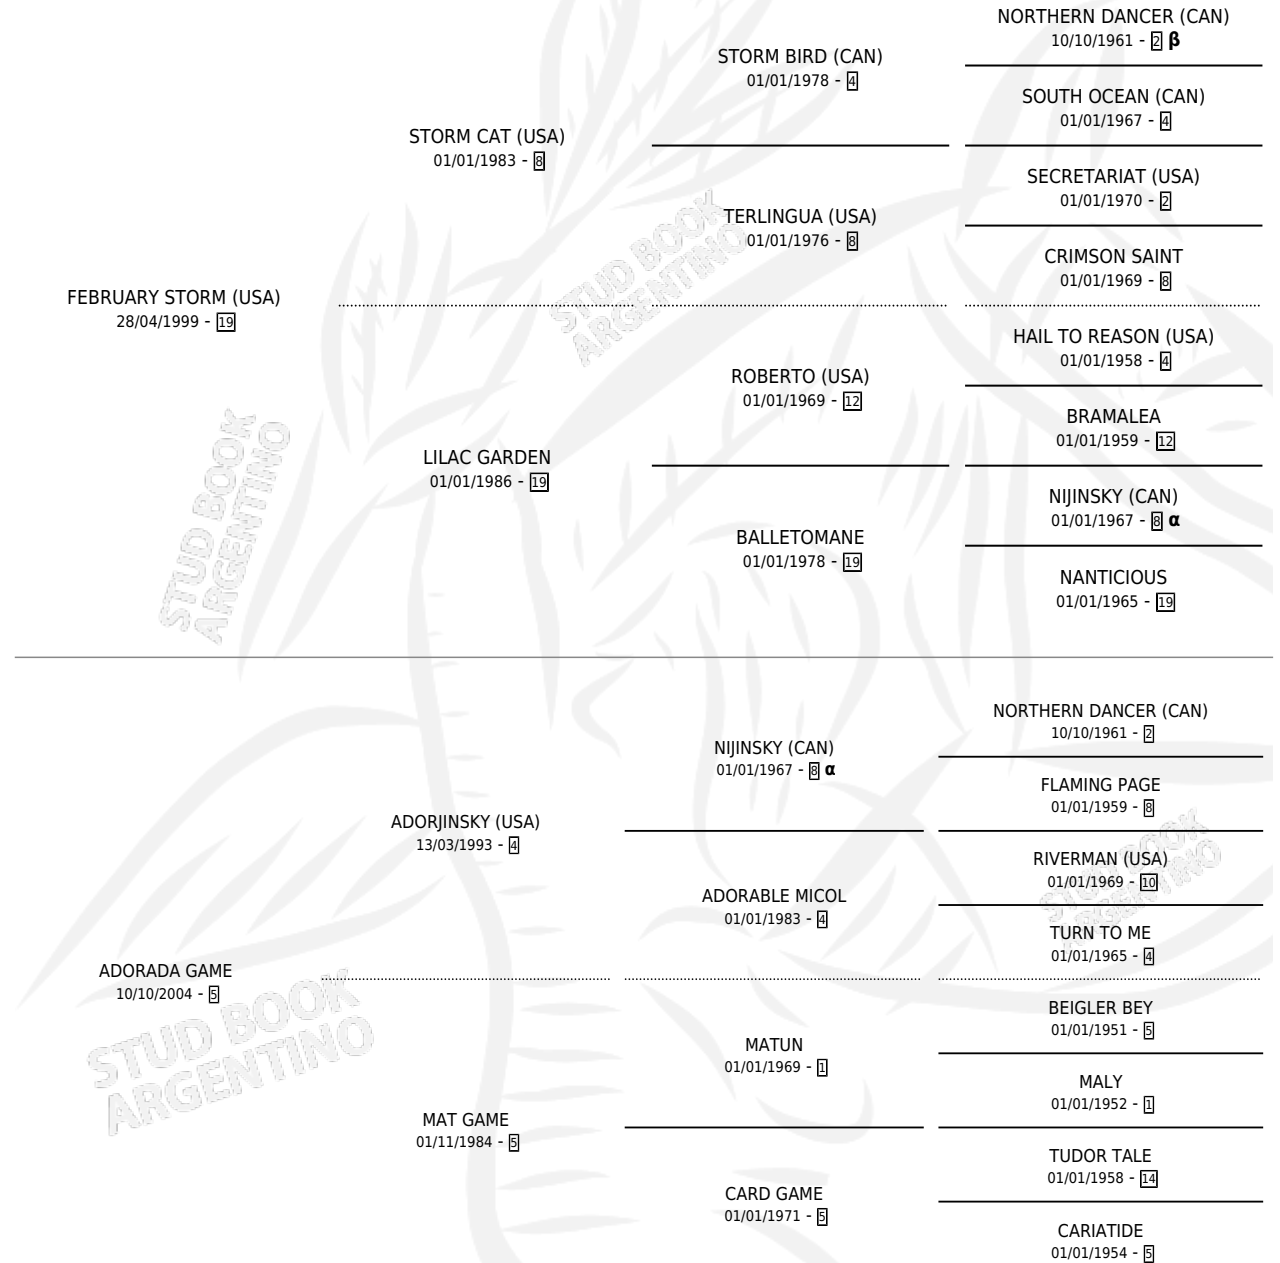 NORTHERN DANCER (CAN)
10/10/1961 - 2 β
STORM BIRD (CAN)
01/01/1978 - 4
SOUTH OCEAN (CAN)
01/01/1967 - 4
STORM CAT (USA)
01/01/1983 - 8
SECRETARIAT (USA)
01/01/1970 - 2
TERLINGUA (USA)
01/01/1976 - 8
CRIMSON SAINT
01/01/1969 - 8
STUD BOOK
ARGENTINO
FEBRUARY STORM (USA)
28/04/1999 - 19
HAIL TO REASON (USA)
01/01/1958 - 4
ROBERTO (USA)
01/01/1969 - 12
BRAMALEA
01/01/1959 - 12
LILAC GARDEN
01/01/1986 - 19
NIJINSKY (CAN)
01/01/1967 - 8 α
BALLETOMANE
01/01/1978 - 19
NANTICIOUS
01/01/1965 - 19
STUD BOOK
ARGENTINO
NORTHERN DANCER (CAN)
10/10/1961 - 2
NIJINSKY (CAN)
01/01/1967 - 8 α
FLAMING PAGE
01/01/1959 - 8
ADORJINSKY (USA)
13/03/1993 - 4
RIVERMAN (USA)
01/01/1969 - 10
STUD BOOK
ARGENTINO
ADORABLE MICOL
01/01/1983 - 4
TURN TO ME
01/01/1965 - 4
ADORADA GAME
10/10/2004 - 5
STUD BOOK
ARGENTINO
BEIGLER BEY
01/01/1951 - 5
MATUN
01/01/1969 - 1
MALY
01/01/1952 - 1
MAT GAME
01/11/1984 - 5
TUDOR TALE
01/01/1958 - 14
CARD GAME
01/01/1971 - 5
CARIATIDE
01/01/1954 - 5